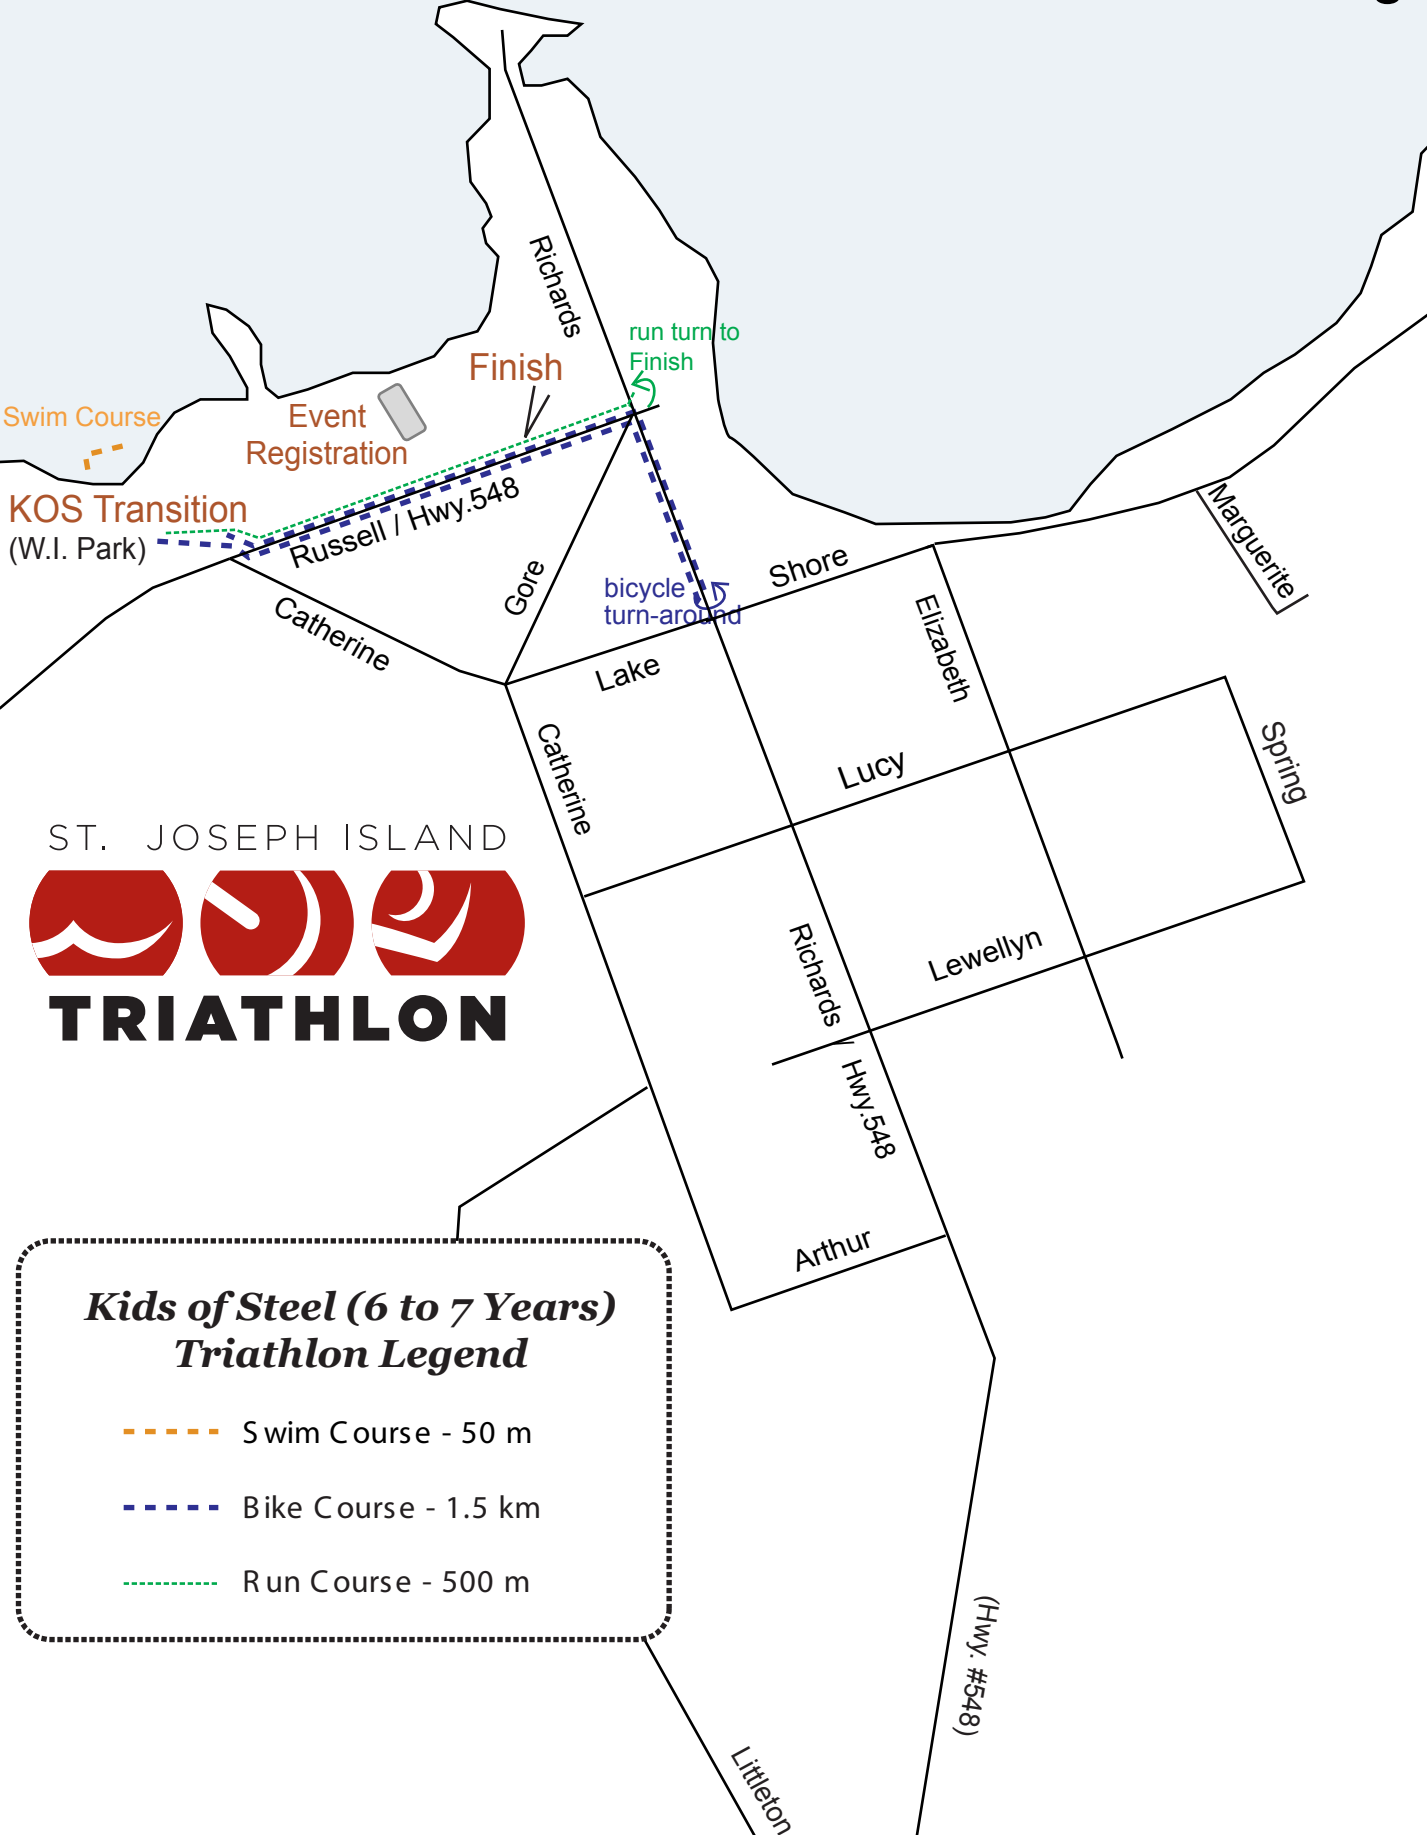 Richards
run turn to
Finish
Finish
Swim Course
Event
Registration
KOS Transition
(W.I. Park)
Russell / Hwy.548
Gore
bicycle
turn-around
Shore
Marguerite
Catherine
Lake
Elizabeth
Catherine
Lucy
Spring
ST. JOSEPH ISLAND
TRIATHLON
Richards / Hwy.548
Lewellyn
Arthur
Kids of Steel (6 to 7 Years)
Triathlon Legend
Swim Course - 50 m
Bike Course - 1.5 km
Run Course - 500 m
(Hwy. #548)
Littleton